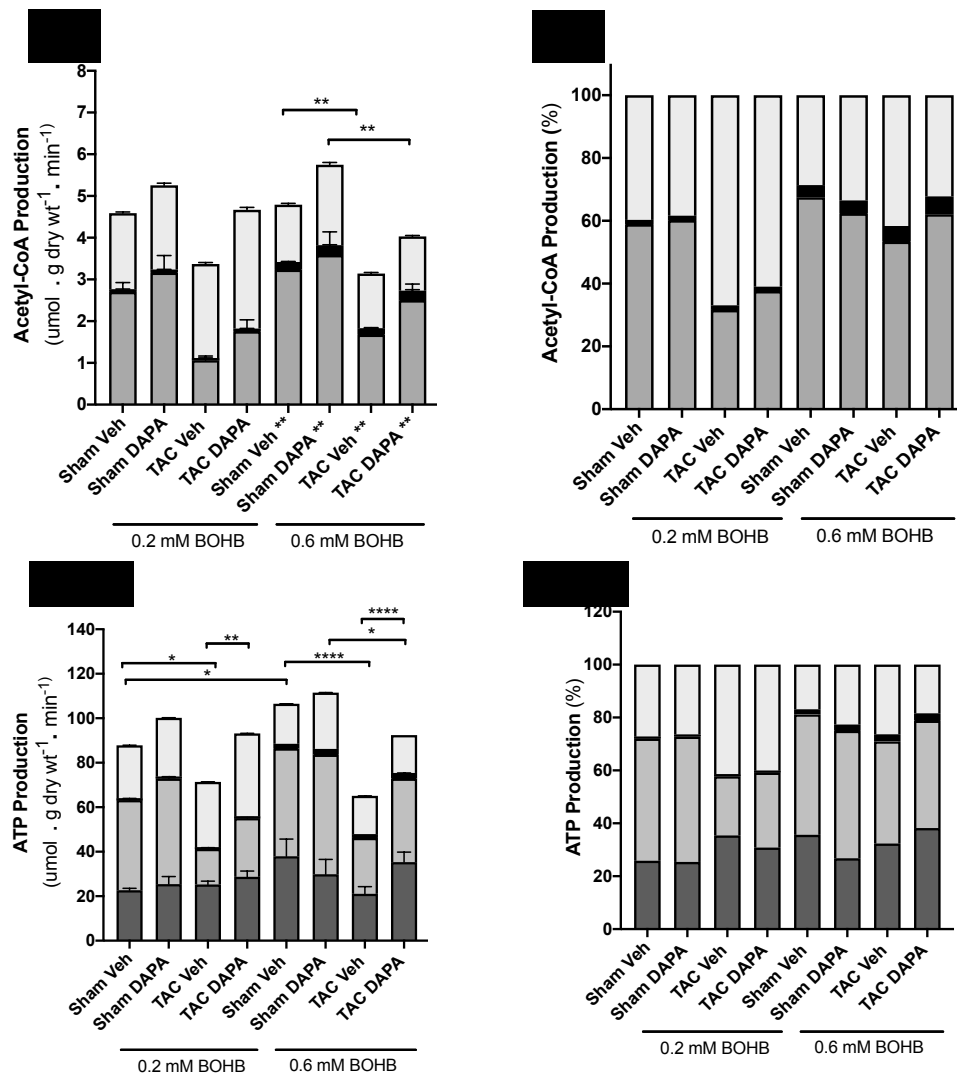 8
7
6
5
4
3
2
1
0
Acetyl-CoA Production
(umol . g dry wt⁻¹. min⁻¹)
**
**
Sham Veh
Sham DAPA
TAC Veh
TAC DAPA
Sham Veh **
Sham DAPA **
TAC Veh **
TAC DAPA **
0.2 mM BOHB
0.6 mM BOHB
100
80
60
40
20
0
Acetyl-CoA Production (%)
Sham Veh
Sham DAPA
TAC Veh
TAC DAPA
Sham Veh
Sham DAPA
TAC Veh
TAC DAPA
0.2 mM BOHB
0.6 mM BOHB
140
120
100
80
60
40
20
0
ATP Production
(umol . g dry wt⁻¹. min⁻¹)
*
*
**
****
*
****
Sham Veh
Sham DAPA
TAC Veh
TAC DAPA
Sham Veh
Sham DAPA
TAC Veh
TAC DAPA
0.2 mM BOHB
0.6 mM BOHB
120
100
80
60
40
20
0
ATP Production (%)
Sham Veh
Sham DAPA
TAC Veh
TAC DAPA
Sham Veh
Sham DAPA
TAC Veh
TAC DAPA
0.2 mM BOHB
0.6 mM BOHB